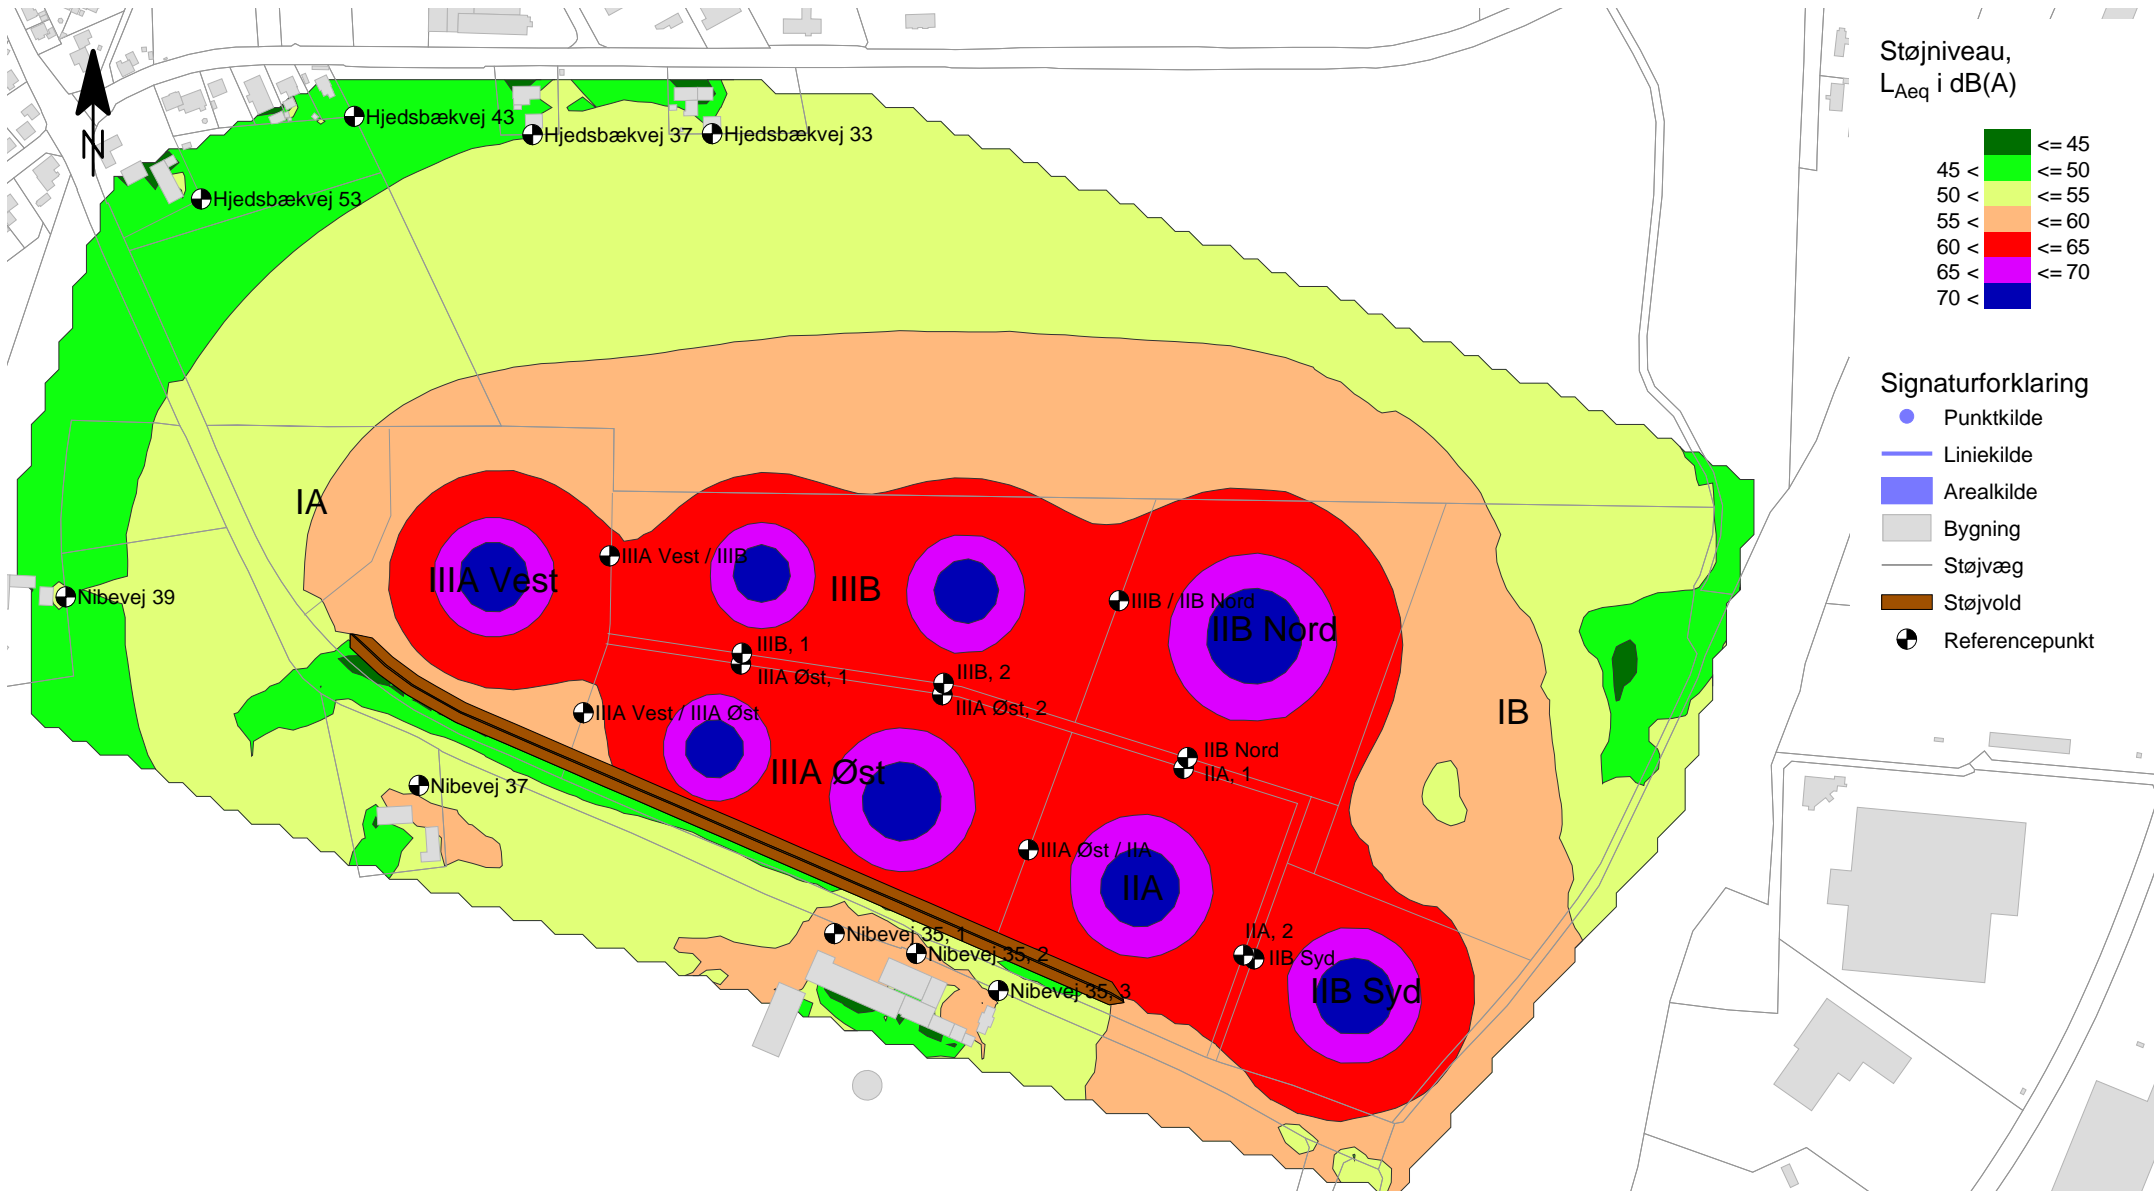 Støjniveau,
LAeq i dB(A)
<= 45
45 < <= 50
50 < <= 55
55 < <= 60
60 < <= 65
65 < <= 70
70 <
Signaturforklaring
Punktkilde
Liniekilde
Arealkilde
Bygning
Støjvæg
Støjvold
Referencepunkt
N
Hjedsbækvej 43
Hjedsbækvej 37
Hjedsbækvej 33
Hjedsbækvej 53
IA
IIIA Vest / IIIB
IIIA Vest
IIIB
Nibevej 39
IIIB / IIB Nord
IIB Nord
IIIB, 1
IIIA Øst, 1
IIIB, 2
IIIA Øst, 2
IIIA Vest / IIIA Øst
IB
IIB Nord
IIA, 1
IIIA Øst
Nibevej 37
IIIA Øst / IIA
IIA
Nibevej 35, 1
Nibevej 35, 2
IIA, 2
IIB Syd
Nibevej 35, 3
IIB Syd